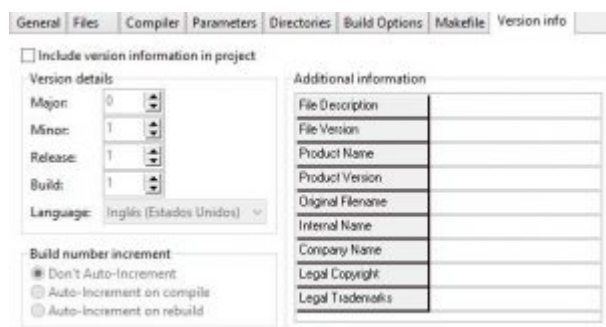 General Files Compiler Parameters Directories Build Options Makefile Version info
Include version information in project
Version details
Major: 0
Minor: 1
Release: 1
Build: 1
Language: Inglés (Estados Unidos)
Build number increment
Don't Auto-Increment
Auto-Increment on compile
Auto-Increment on rebuild
Additional information
File Description
File Version
Product Name
Product Version
Original Filename
Internal Name
Company Name
Legal Copyright
Legal Trademarks